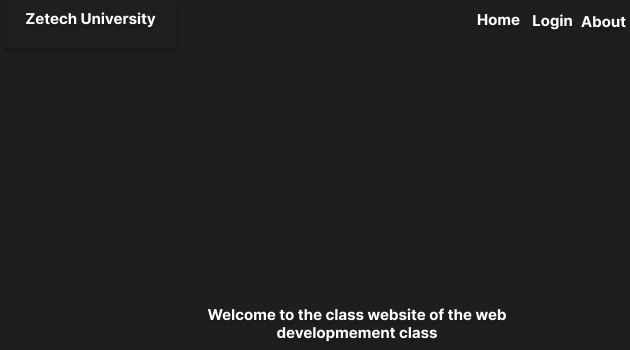 Zetech University
Home Login About
Welcome to the class website of the web
developmement class